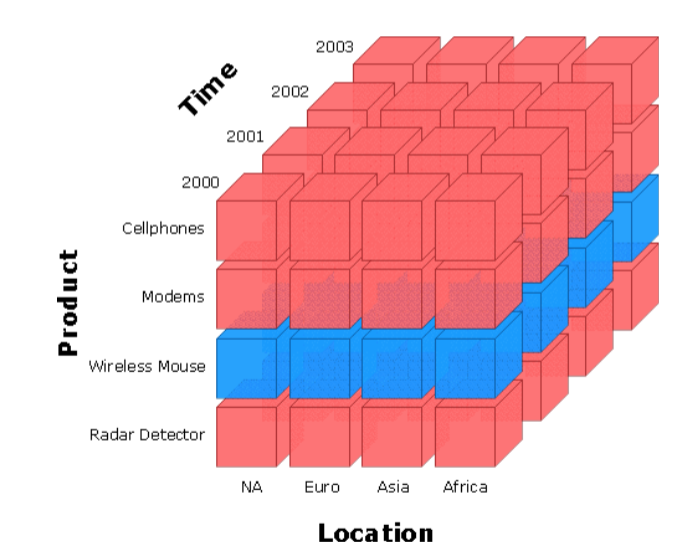 2003
Time
2002
2001
2000
Cellphones
Product
Modems
Wireless Mouse
Radar Detector
NA Euro Asia Africa
Location